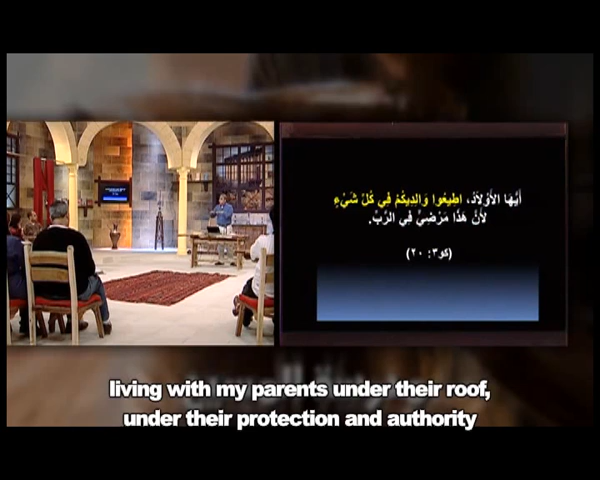 أَيُّهَا الأَوْلاَدُ، اطِيعُوا وَالِدِيكُمْ فِي كُلِّ شَيْءٍ
لأَنَّ هَذَا مَرْضِيٌّ فِي الرَّبِّ.
(كو٣: ٢٠)
living with my parents under their roof,
under their protection and authority